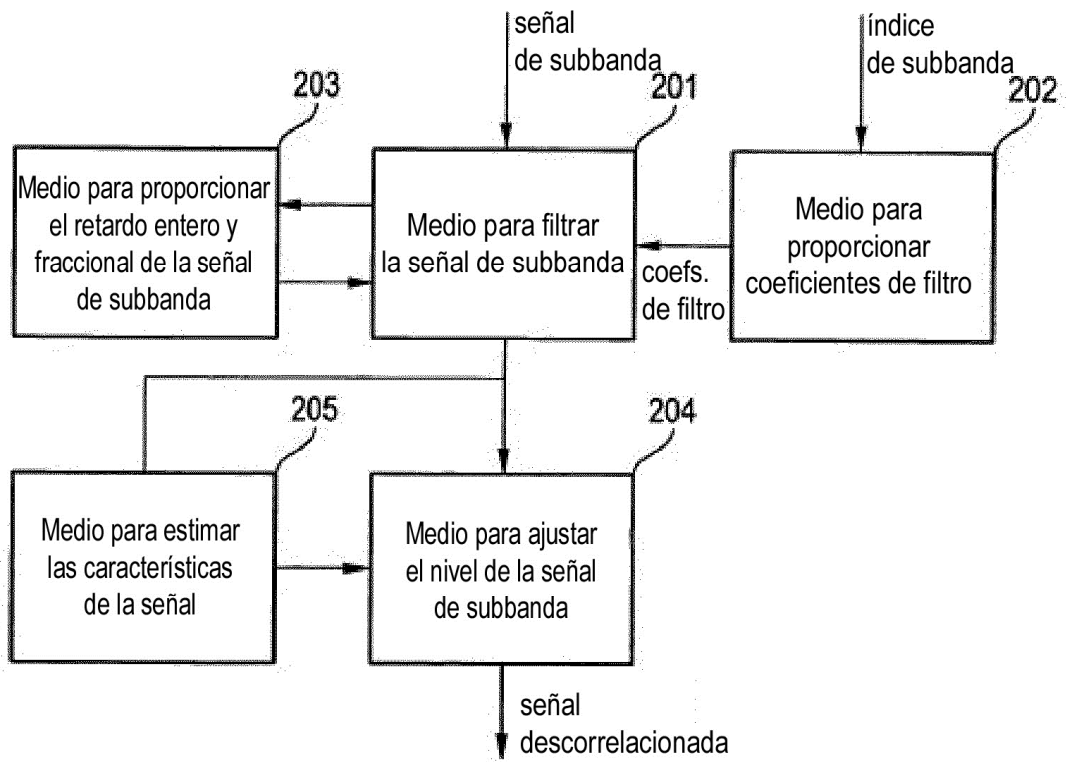 señal
de subbanda
índice
de subbanda
203
201
202
Medio para proporcionar
el retardo entero y
fraccional de la señal
de subbanda
Medio para filtrar
la señal de subbanda
Medio para
proporcionar
coeficientes de filtro
coefs.
de filtro
205
204
Medio para estimar
las características
de la señal
Medio para ajustar
el nivel de la señal
de subbanda
señal
descorrelacionada